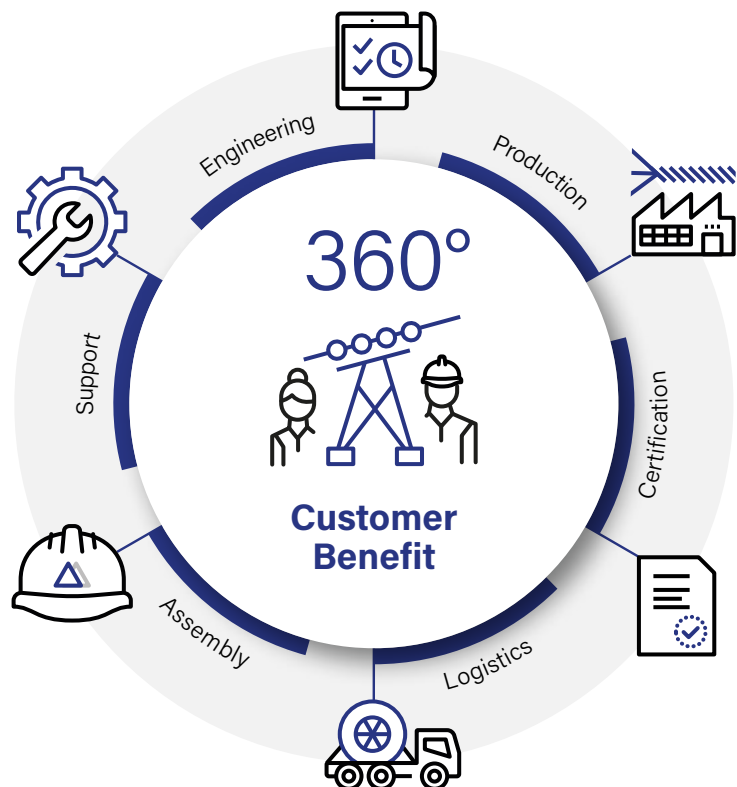 Engineering
Production
Certification
Logistics
Assembly
Support
360°
Customer
Benefit